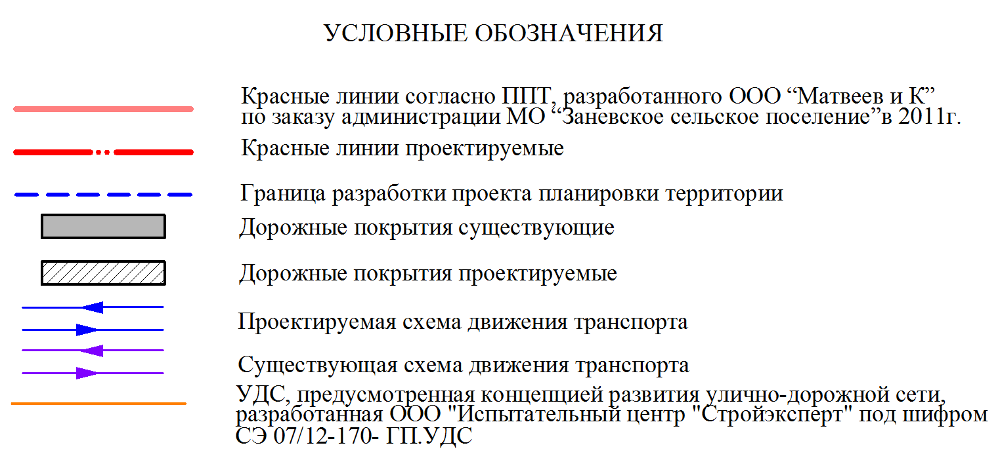 УСЛОВНЫЕ ОБОЗНАЧЕНИЯ
Красные линии согласно ППТ, разработанного ООО “Матвеев и К”
по заказу администрации МО “Заневское сельское поселение”в 2011г.
Красные линии проектируемые
Граница разработки проекта планировки территории
Дорожные покрытия существующие
Дорожные покрытия проектируемые
Проектируемая схема движения транспорта
Существующая схема движения транспорта
УДС, предусмотренная концепцией развития улично-дорожной сети,
разработанная ООО "Испытательный центр "Стройэксперт" под шифром
СЭ 07/12-170- ГП.УДС